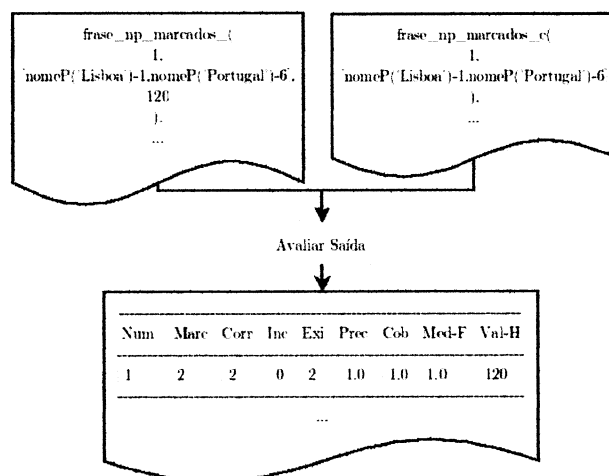 frase_np_marcados_(
1,
'nomeP('Lisboa')-1,nomeP('Portugal')-6',
120
).
...
frase_np_marcados_c(
1,
'nomeP('Lisboa')-1,nomeP('Portugal')-6'
).
...
Avaliar Saída
Num Marc Corr Inc Exi Prec Cob Med-F Val-H
1 2 2 0 2 1.0 1.0 1.0 120
...